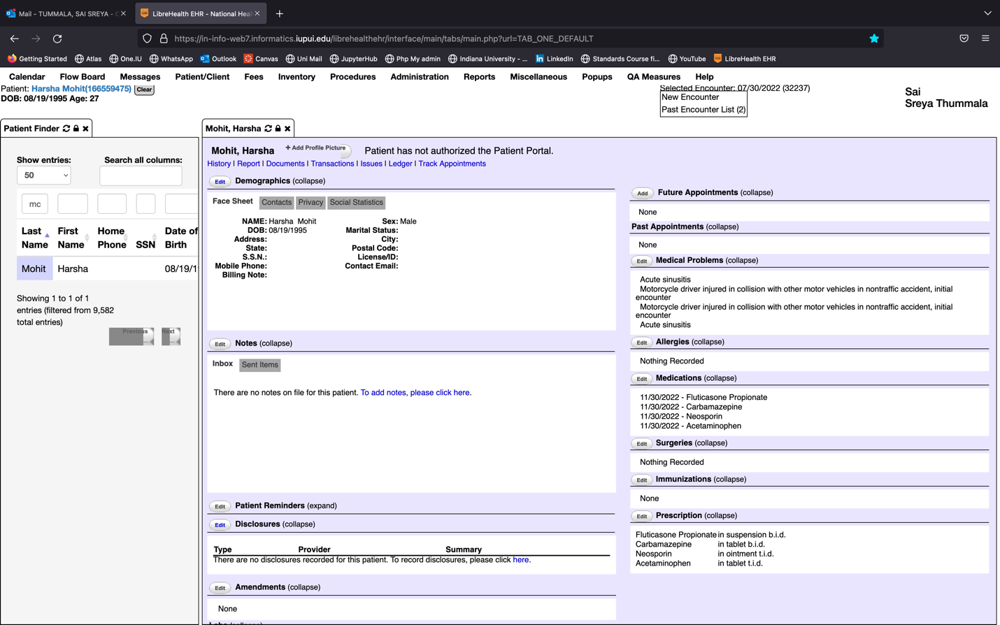 Mail - TUMMALA, SAI SREYA -
LibreHealth EHR - National Hea
https://in-info-web7.informatics.iupui.edu/librehealthehr/interface/main/tabs/main.php?url=TAB_ONE_DEFAULT
Getting Started Atlas One.IU WhatsApp Outlook Canvas Uni Mail JupyterHub Php My admin Indiana University - ... LinkedIn Standards Course fi... YouTube LibreHealth EHR
Calendar Flow Board Messages Patient/Client Fees Inventory Procedures Administration Reports Miscellaneous Popups QA Measures Help
Patient: Harsha Mohit(166559475) Clear
DOB: 08/19/1995 Age: 27
Selected Encounter: 07/30/2022 (32237)
New Encounter
Past Encounter List (2)
Sai
Sreya Thummala
Patient Finder
Show entries:
50
Search all columns:
mc
Last Name First Name Home Phone SSN Date of Birth
Mohit Harsha 08/19/1
Showing 1 to 1 of 1
entries (filtered from 9,582
total entries)
Previous Next
Mohit, Harsha
Mohit, Harsha + Add Profile Picture Patient has not authorized the Patient Portal.
History | Report | Documents | Transactions | Issues | Ledger | Track Appointments
Edit Demographics (collapse)
Face Sheet Contacts Privacy Social Statistics
NAME: Harsha Mohit Sex: Male
DOB: 08/19/1995 Marital Status:
Address: City:
State: Postal Code:
S.S.N.: License/ID:
Mobile Phone: Contact Email:
Billing Note:
Edit Notes (collapse)
Inbox Sent Items
There are no notes on file for this patient. To add notes, please click here.
Edit Patient Reminders (expand)
Edit Disclosures (collapse)
Type Provider Summary
There are no disclosures recorded for this patient. To record disclosures, please click here.
Edit Amendments (collapse)
None
Labs (collapse)
Add Future Appointments (collapse)
None
Past Appointments (collapse)
None
Edit Medical Problems (collapse)
Acute sinusitis
Motorcycle driver injured in collision with other motor vehicles in nontraffic accident, initial
encounter
Motorcycle driver injured in collision with other motor vehicles in nontraffic accident, initial
encounter
Acute sinusitis
Edit Allergies (collapse)
Nothing Recorded
Edit Medications (collapse)
11/30/2022 - Fluticasone Propionate
11/30/2022 - Carbamazepine
11/30/2022 - Neosporin
11/30/2022 - Acetaminophen
Edit Surgeries (collapse)
Nothing Recorded
Edit Immunizations (collapse)
None
Edit Prescription (collapse)
Fluticasone Propionate in suspension b.i.d.
Carbamazepine in tablet b.i.d.
Neosporin in ointment t.i.d.
Acetaminophen in tablet t.i.d.